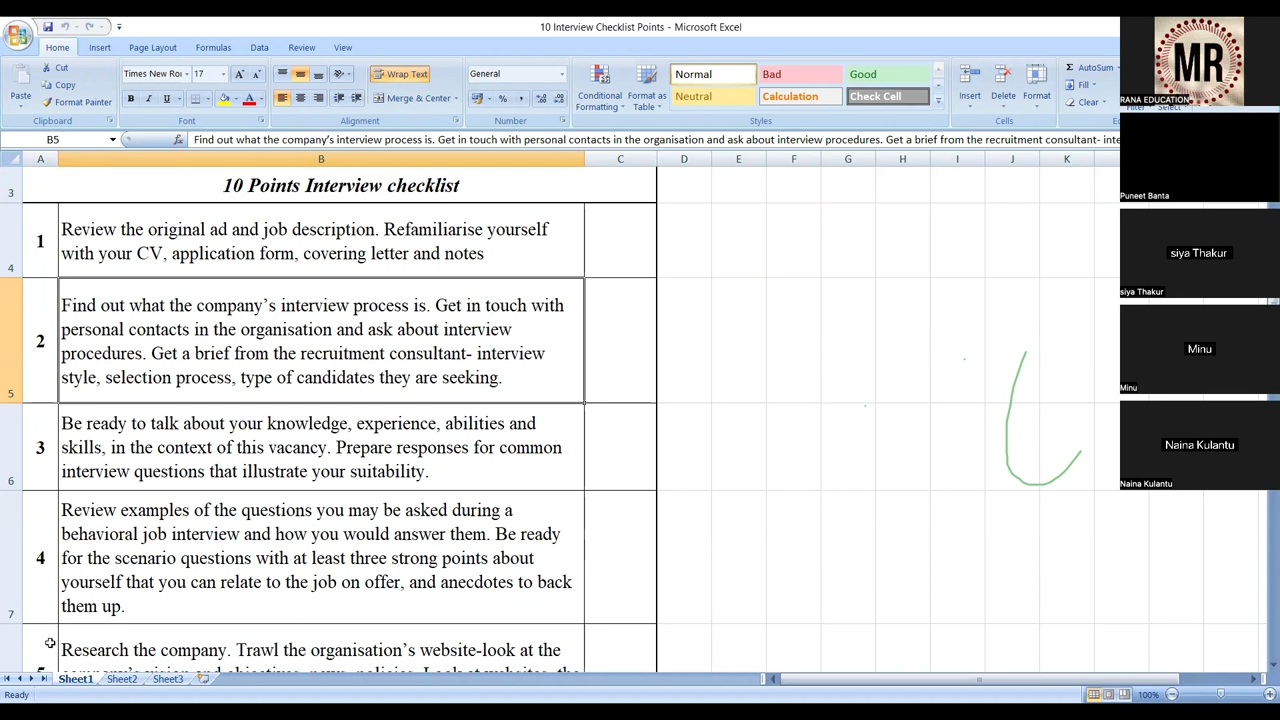 10 Interview Checklist Points - Microsoft Excel
Home Insert Page Layout Formulas Data Review View
Paste
Cut
Copy
Format Painter
Clipboard
Times New Ror 17
B I U
Font
Wrap Text
Merge & Center
Alignment
General
Number
Conditional Formatting
Format as Table
Normal Bad Good
Neutral Calculation Check Cell
Styles
Insert Delete Format
Cells
AutoSum
Fill
Clear
B5 Find out what the company's interview process is. Get in touch with personal contacts in the organisation and ask about interview procedures. Get a brief from the recruitment consultant- inte
A B C D E F G H I J K
3 10 Points Interview checklist
4 1 Review the original ad and job description. Refamiliarise yourself
with your CV, application form, covering letter and notes
5 2 Find out what the company's interview process is. Get in touch with
personal contacts in the organisation and ask about interview
procedures. Get a brief from the recruitment consultant- interview
style, selection process, type of candidates they are seeking.
6 3 Be ready to talk about your knowledge, experience, abilities and
skills, in the context of this vacancy. Prepare responses for common
interview questions that illustrate your suitability.
7 4 Review examples of the questions you may be asked during a
behavioral job interview and how you would answer them. Be ready
for the scenario questions with at least three strong points about
yourself that you can relate to the job on offer, and anecdotes to back
them up.
Research the company. Trawl the organisation's website-look at the
Sheet1 Sheet2 Sheet3
Ready 100%
MR
RANA EDUCATION
Puneet Banta
siya Thakur
siya Thakur
Minu
Minu
Naina Kulantu
Naina Kulantu